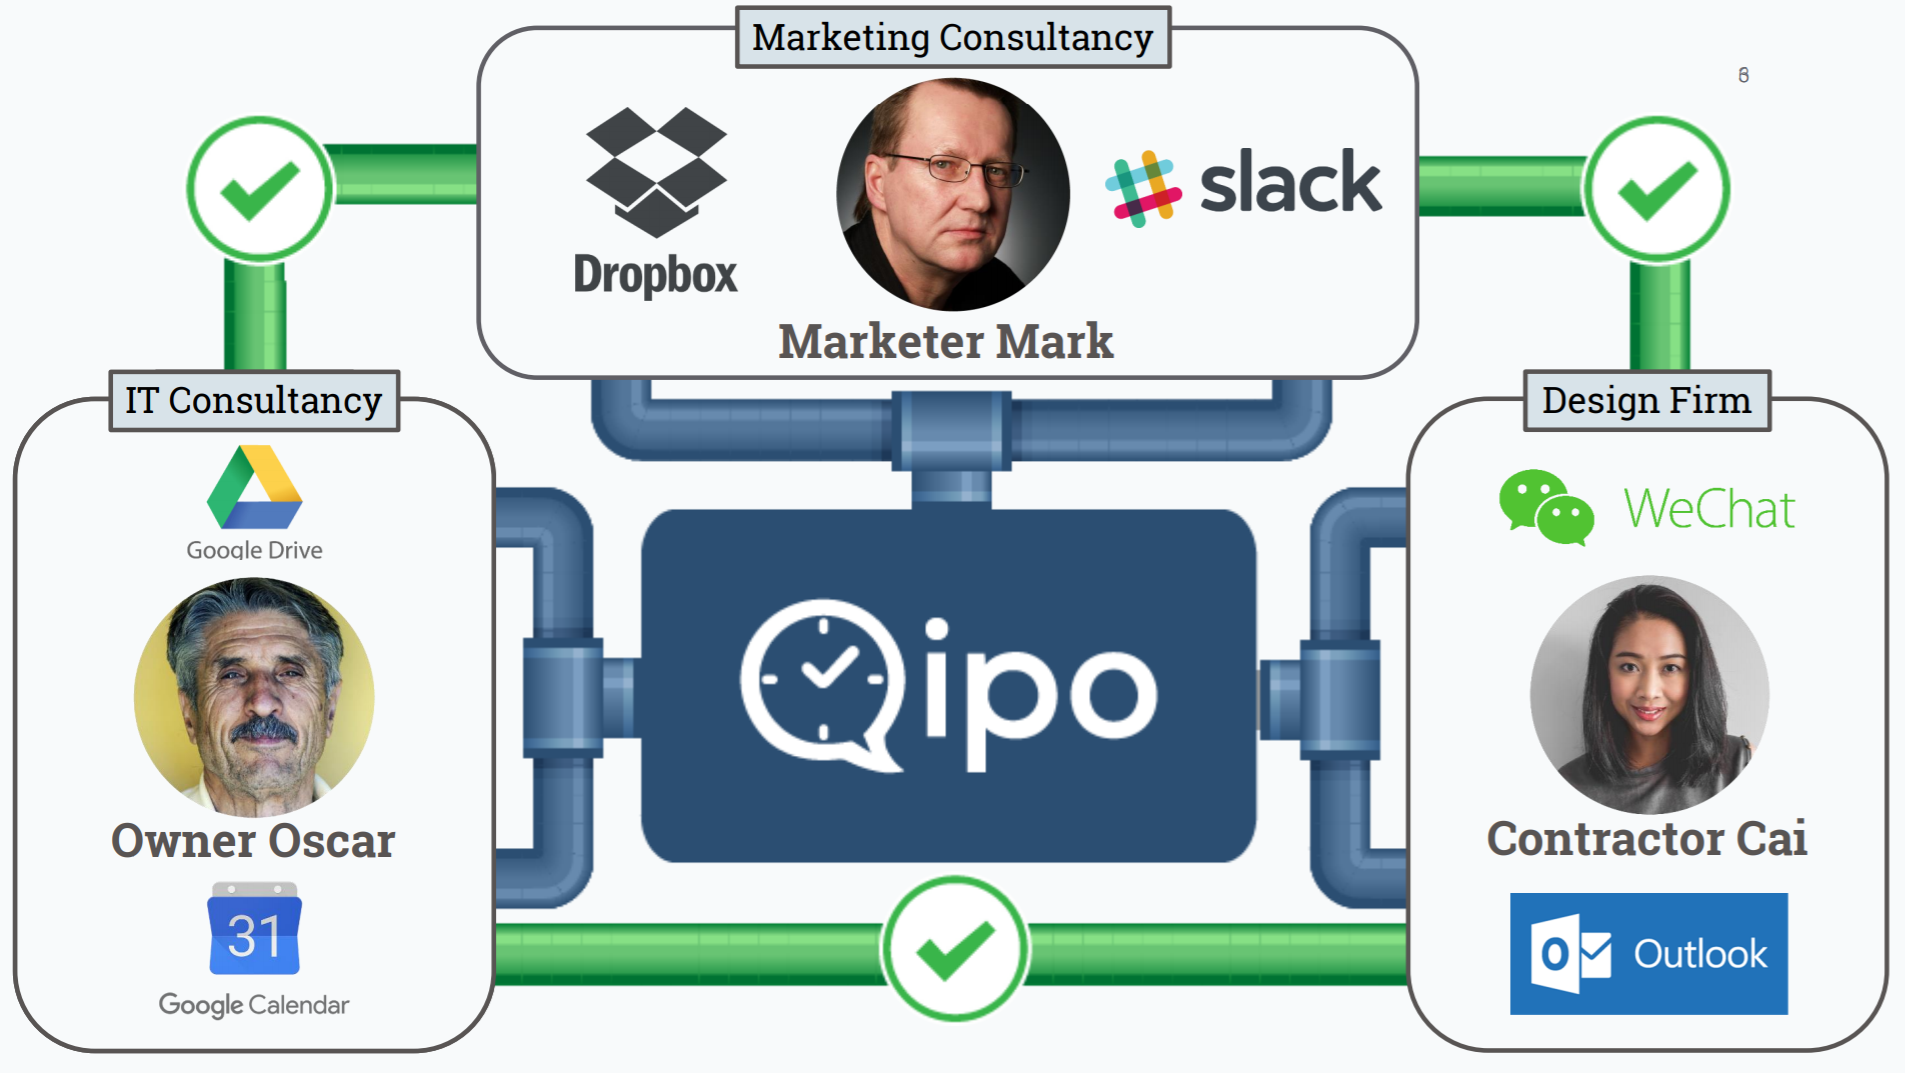 Marketing Consultancy
Dropbox
slack
Marketer Mark
IT Consultancy
Google Drive
Owner Oscar
31
Google Calendar
Qipo
Design Firm
WeChat
Contractor Cai
Outlook